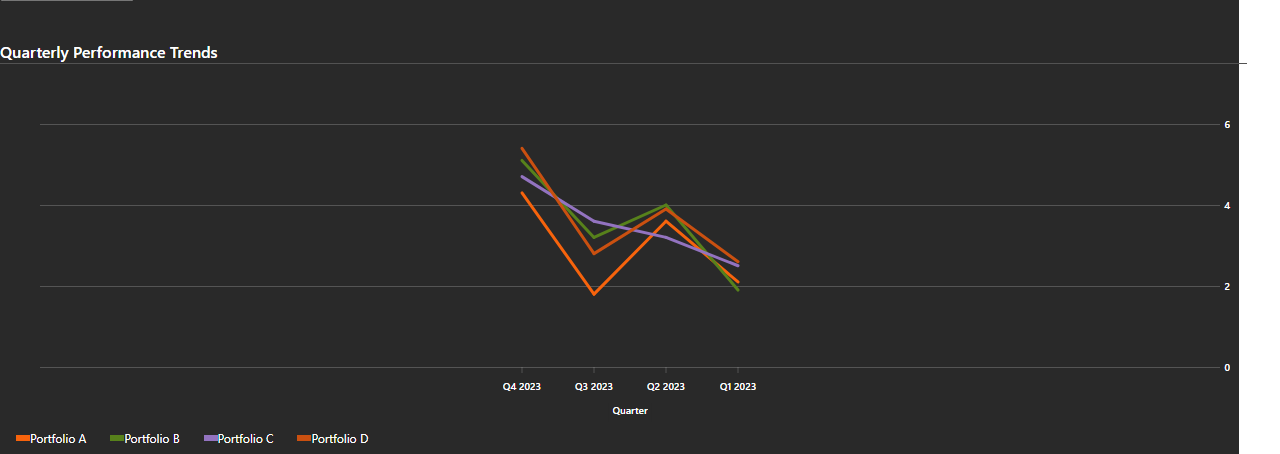 Quarterly Performance Trends
6
4
2
0
Q4 2023 Q3 2023 Q2 2023 Q1 2023
Quarter
Portfolio A Portfolio B Portfolio C Portfolio D